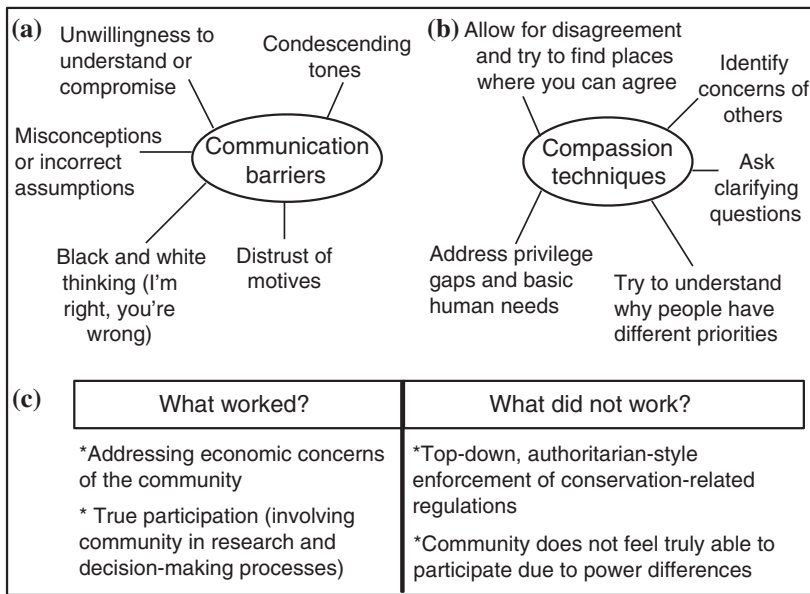 (a)
Unwillingness to
understand or
compromise
Condescending
tones
Misconceptions
or incorrect
assumptions
Communication
barriers
Black and white
thinking (I'm
right, you're
wrong)
Distrust of
motives
(b)
Allow for disagreement
and try to find places
where you can agree
Identify
concerns of
others
Compassion
techniques
Ask
clarifying
questions
Address privilege
gaps and basic
human needs
Try to understand
why people have
different priorities
(c)
What worked?
What did not work?
*Addressing economic concerns
of the community
* True participation (involving
community in research and
decision-making processes)
*Top-down, authoritarian-style
enforcement of conservation-related
regulations
*Community does not feel truly able to
participate due to power differences